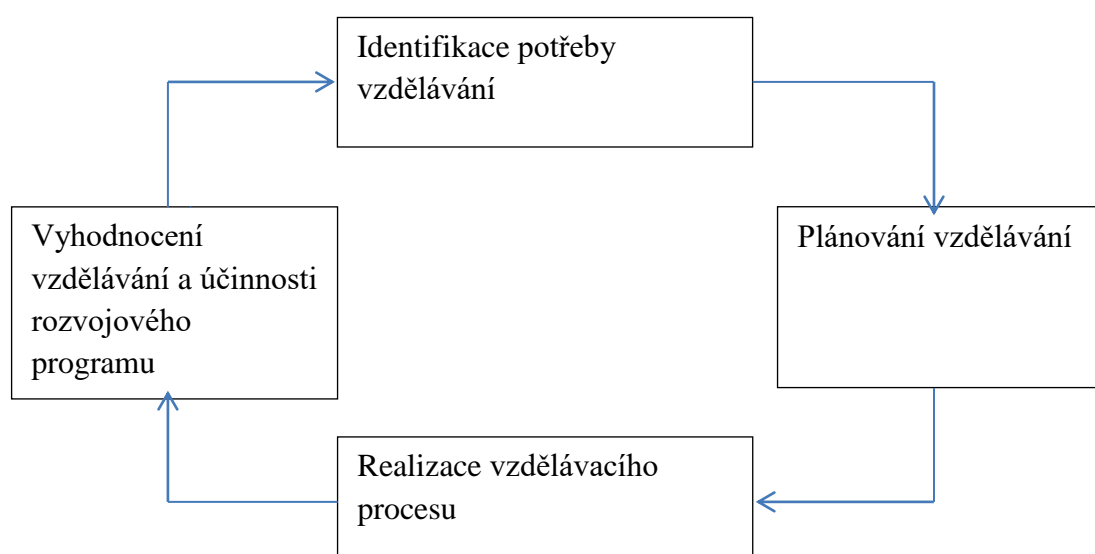 Identifikace potřeby
vzdělávání
Plánování vzdělávání
Realizace vzdělávacího
procesu
Vyhodnocení
vzdělávání a účinnosti
rozvojového
programu